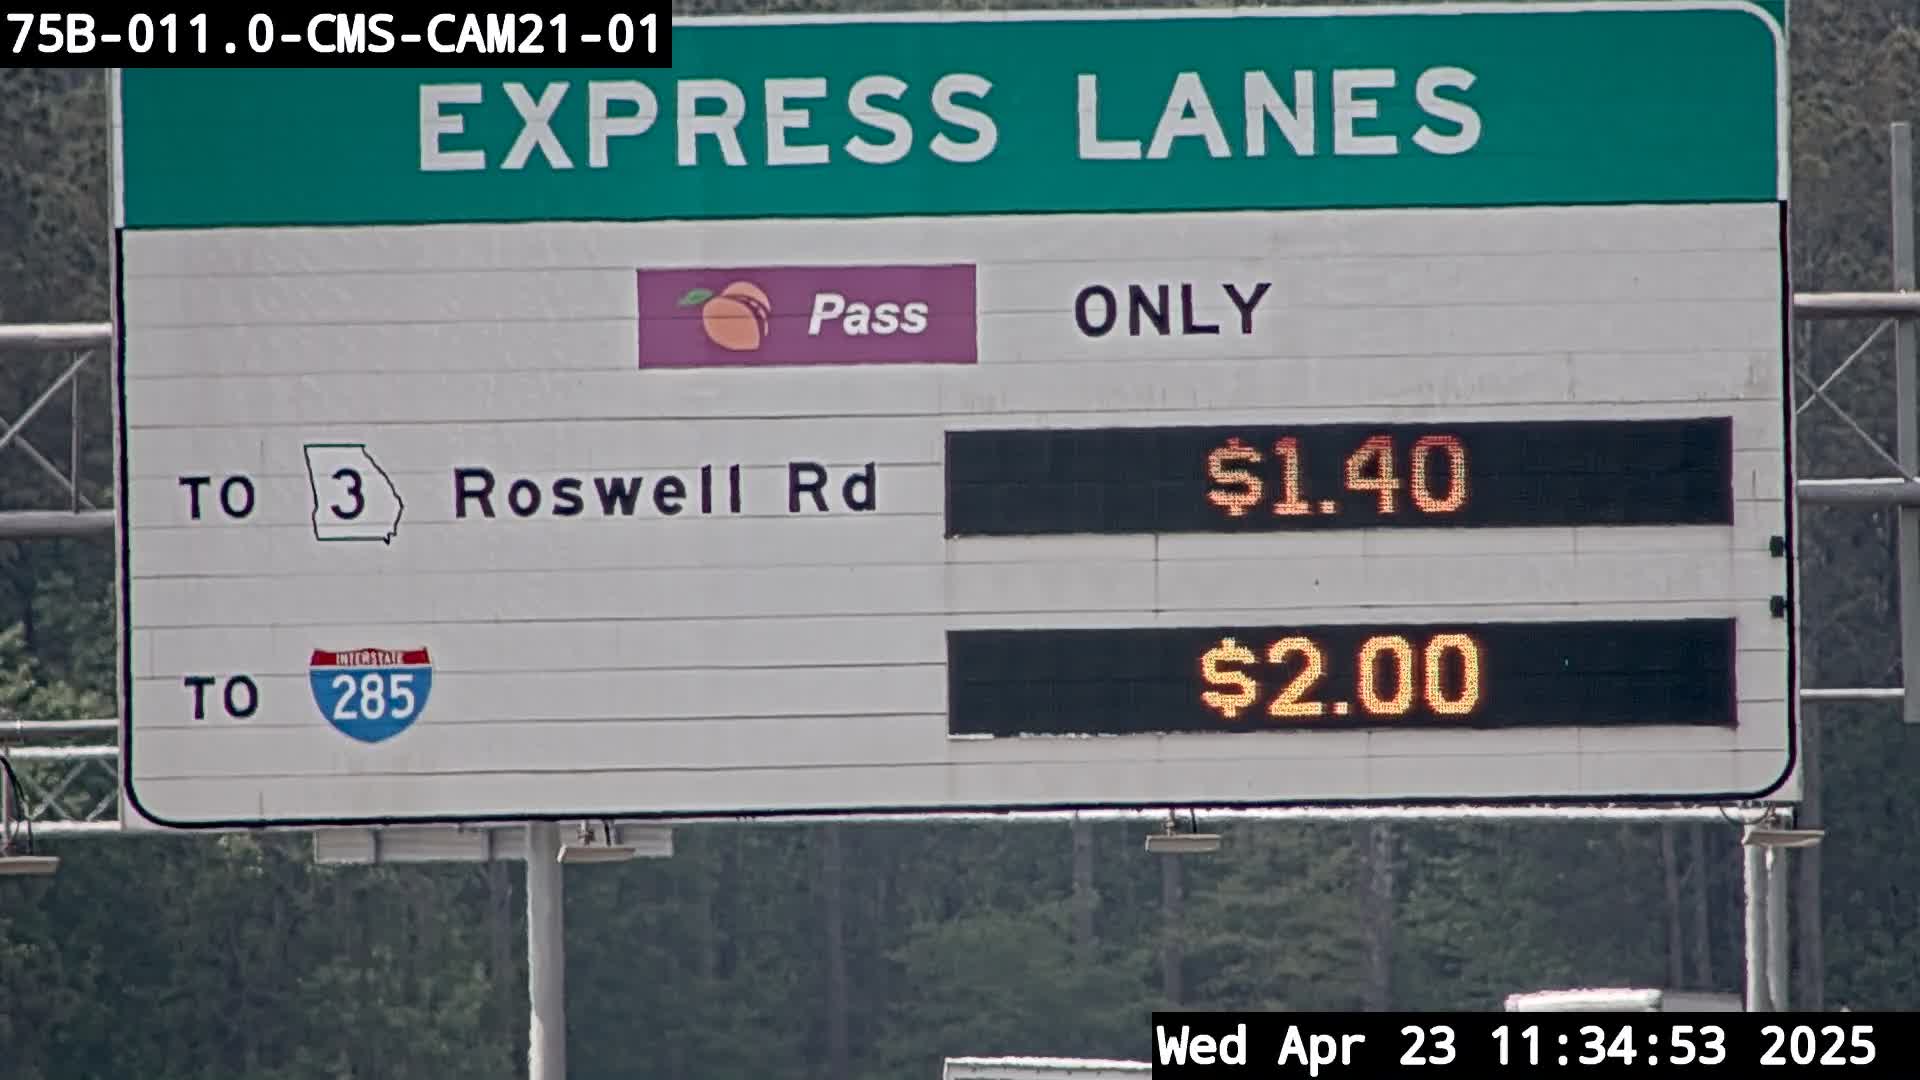 75B-011.0-CMS-CAM21-01
EXPRESS LANES
Pass ONLY
TO 3 Roswell Rd $1.40
INTERSTATE
TO 285 $2.00
Wed Apr 23 11:34:53 2025